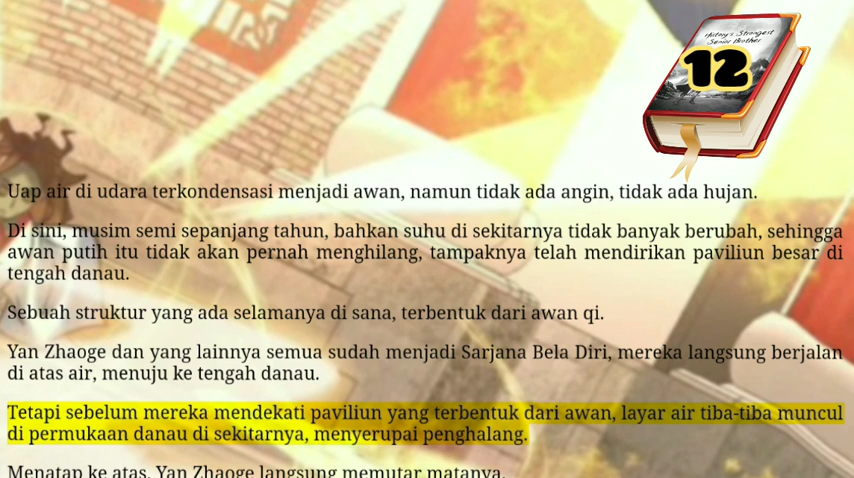 History's Strongest
Senior Brother
12
Uap air di udara terkondensasi menjadi awan, namun tidak ada angin, tidak ada hujan.
Di sini, musim semi sepanjang tahun, bahkan suhu di sekitarnya tidak banyak berubah, sehingga
awan putih itu tidak akan pernah menghilang, tampaknya telah mendirikan paviliun besar di
tengah danau.
Sebuah struktur yang ada selamanya di sana, terbentuk dari awan qi.
Yan Zhaoge dan yang lainnya semua sudah menjadi Sarjana Bela Diri, mereka langsung berjalan
di atas air, menuju ke tengah danau.
Tetapi sebelum mereka mendekati paviliun yang terbentuk dari awan, layar air tiba-tiba muncul
di permukaan danau di sekitarnya, menyerupai penghalang.
Menatap ke atas, Yan Zhaoge langsung memutar matanya.